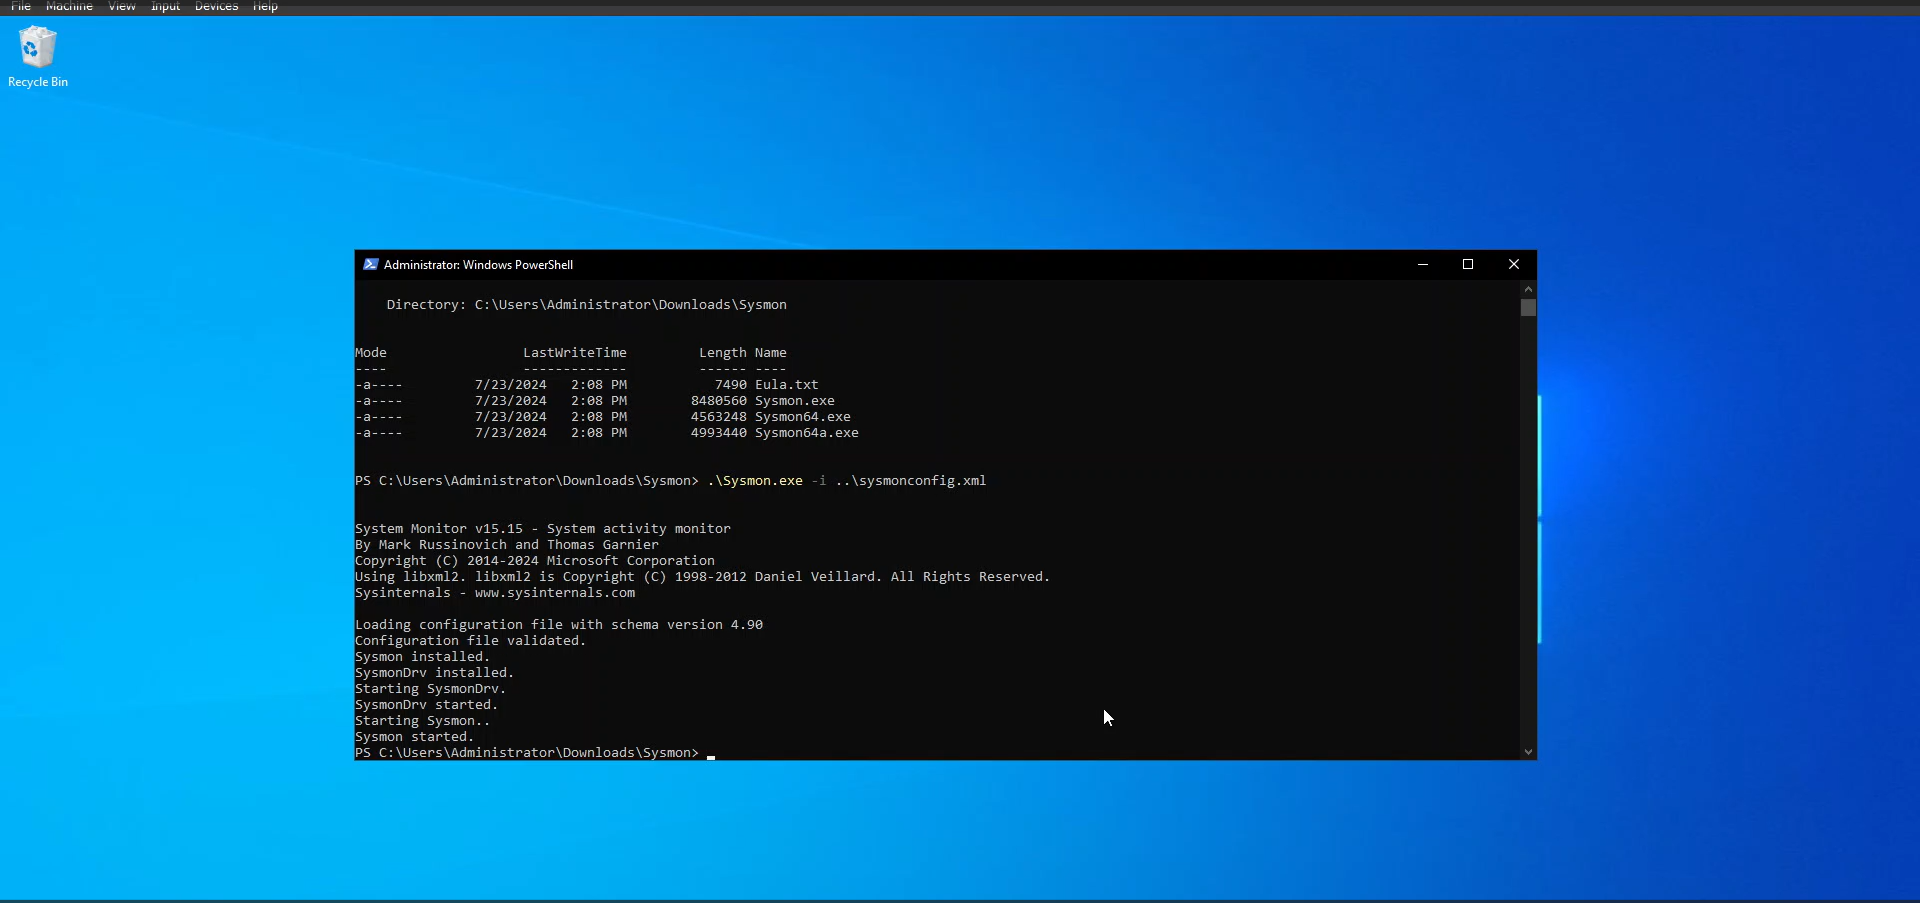 File Machine View Input Devices Help
Recycle Bin
Administrator: Windows PowerShell
Directory: C:\Users\Administrator\Downloads\Sysmon
Mode LastWriteTime Length Name
---- ------------- ------ ----
-a---- 7/23/2024 2:08 PM 7490 Eula.txt
-a---- 7/23/2024 2:08 PM 8480560 Sysmon.exe
-a---- 7/23/2024 2:08 PM 4563248 Sysmon64.exe
-a---- 7/23/2024 2:08 PM 4993440 Sysmon64a.exe
PS C:\Users\Administrator\Downloads\Sysmon> .\Sysmon.exe -i ..\sysmonconfig.xml
System Monitor v15.15 - System activity monitor
By Mark Russinovich and Thomas Garnier
Copyright (C) 2014-2024 Microsoft Corporation
Using libxml2. libxml2 is Copyright (C) 1998-2012 Daniel Veillard. All Rights Reserved.
Sysinternals - www.sysinternals.com
Loading configuration file with schema version 4.90
Configuration file validated.
Sysmon installed.
SysmonDrv installed.
Starting SysmonDrv.
SysmonDrv started.
Starting Sysmon..
Sysmon started.
PS C:\Users\Administrator\Downloads\Sysmon>